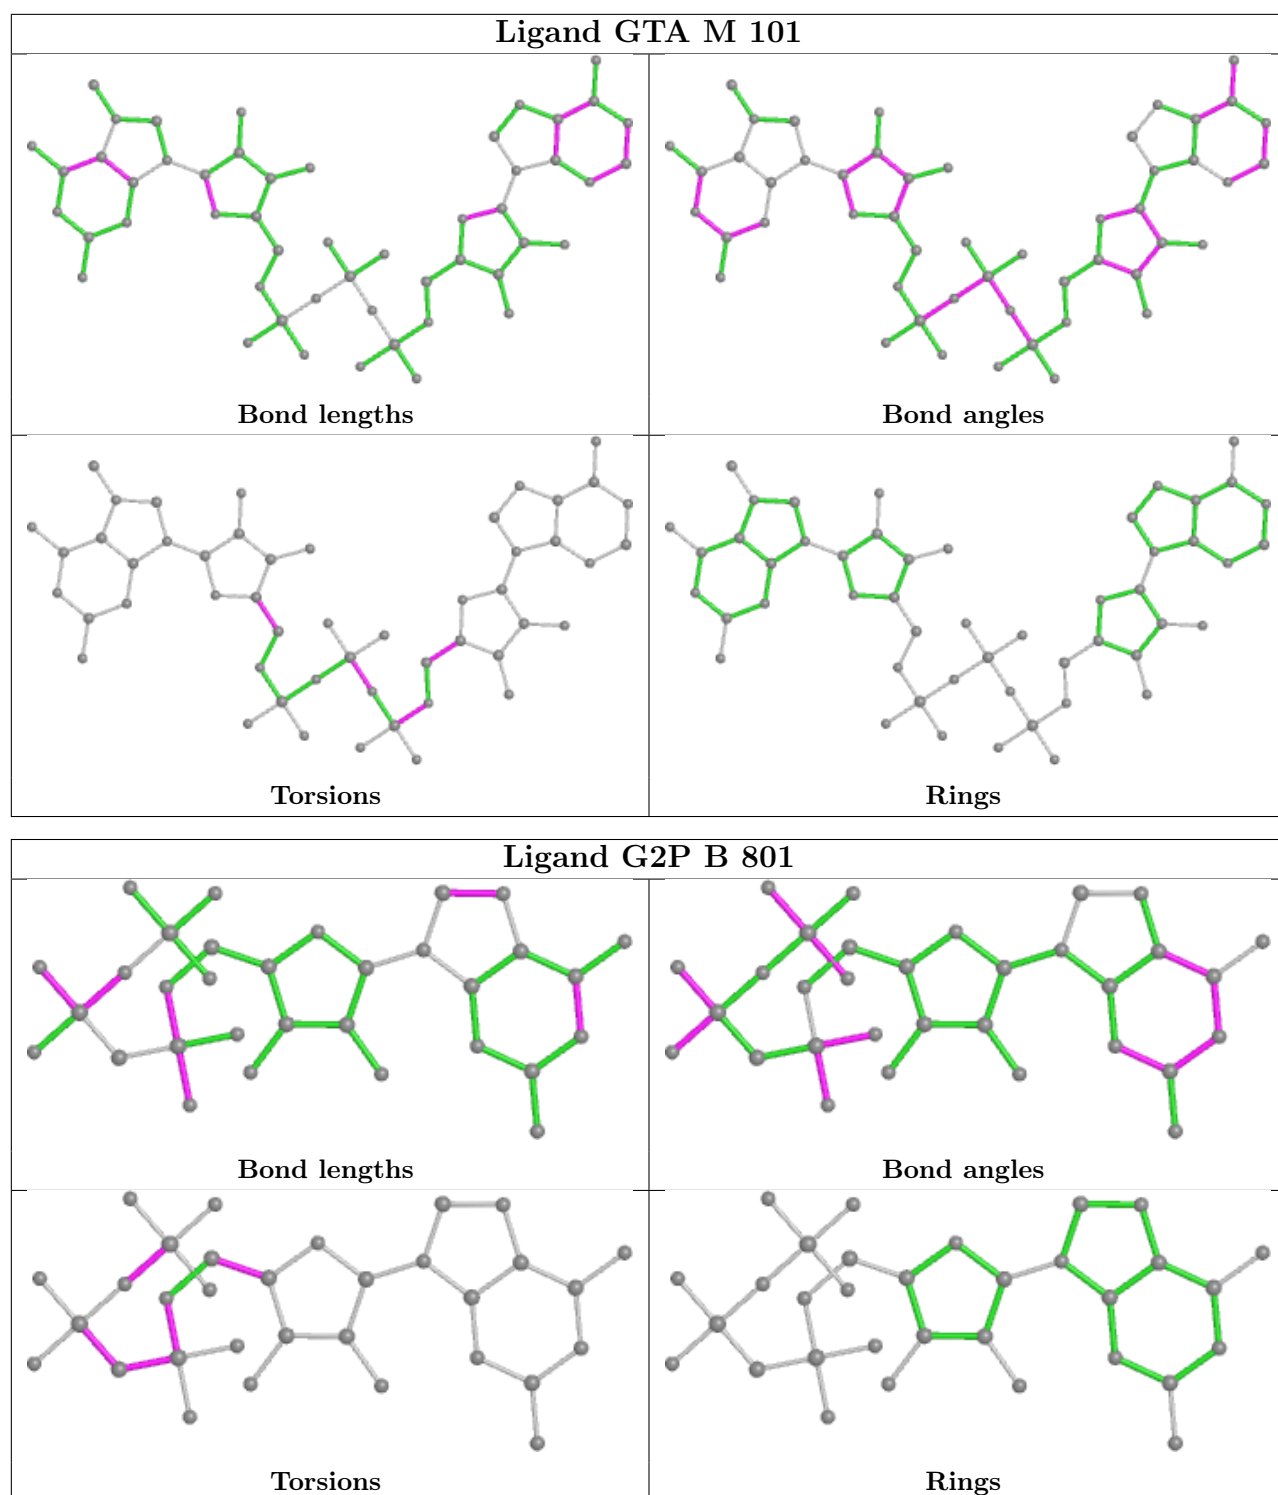 Ligand GTA M 101
Bond lengths
Bond angles
Torsions
Rings
Ligand G2P B 801
Bond lengths
Bond angles
Torsions
Rings